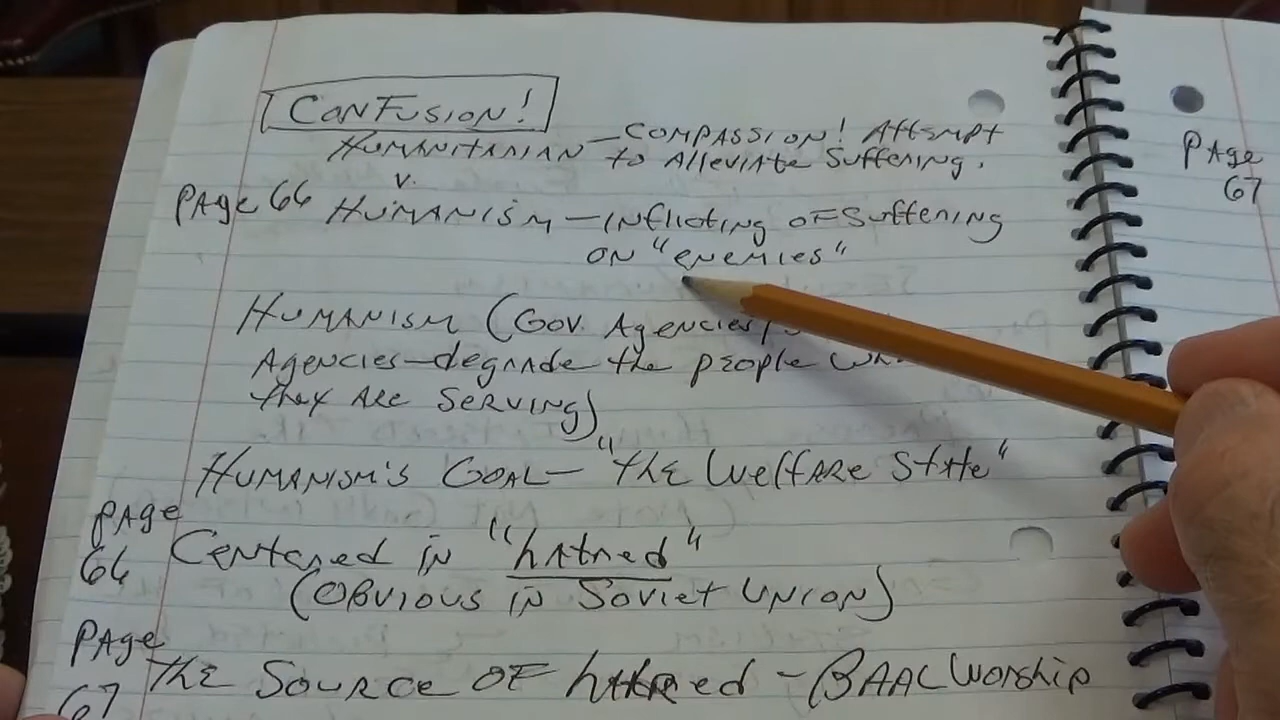 CONFUSION!
HUMANITARIAN — COMPASSION! Attempt
to Alleviate Suffering.
v.
PAge 66 HUMANISM — INflicting OF Suffering
ON "eNeMies"
HUMANISM (Gov. AgeNcies
AgeNcies — degrade the people
they Are SerViNg)
HUMANISM'S GOAL — "the Welfare State"
PAge
66
Centered iN "hatred"
(OBVIOUS IN Soviet UNION)
PAge
67
the Source OF hatred - BAAL Worship
PAge
67